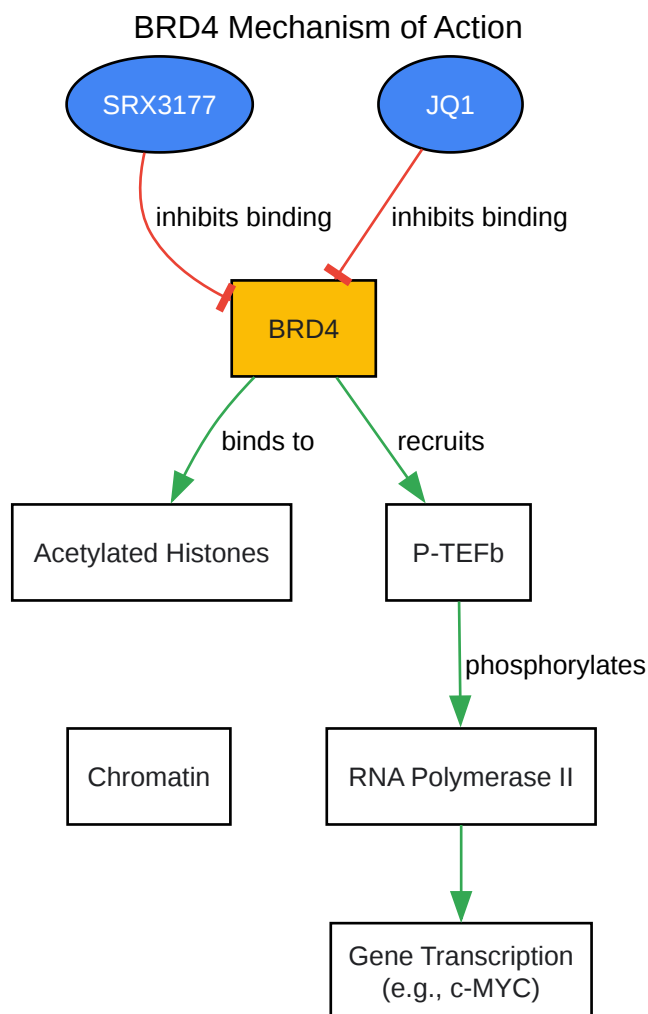 BRD4 Mechanism of Action
SRX3177
JQ1
inhibits binding
inhibits binding
BRD4
binds to
recruits
Acetylated Histones
P-TEFb
phosphorylates
Chromatin
RNA Polymerase II
Gene Transcription
(e.g., c-MYC)